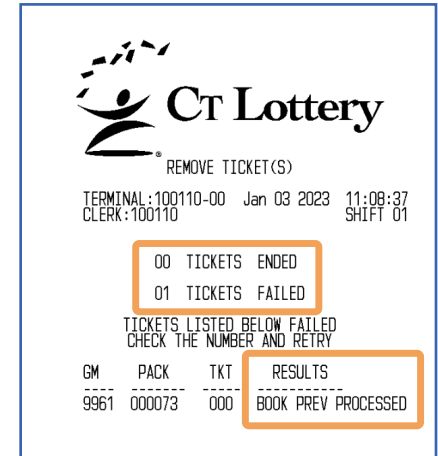 CT Lottery
®
REMOVE TICKET(S)
TERMINAL:100110-00 Jan 03 2023 11:08:37
CLERK:100110 SHIFT 01
00 TICKETS ENDED
01 TICKETS FAILED
TICKETS LISTED BELOW FAILED
CHECK THE NUMBER AND RETRY
GM PACK TKT RESULTS
---- ------- ---- -----------
9961 000073 000 BOOK PREV PROCESSED